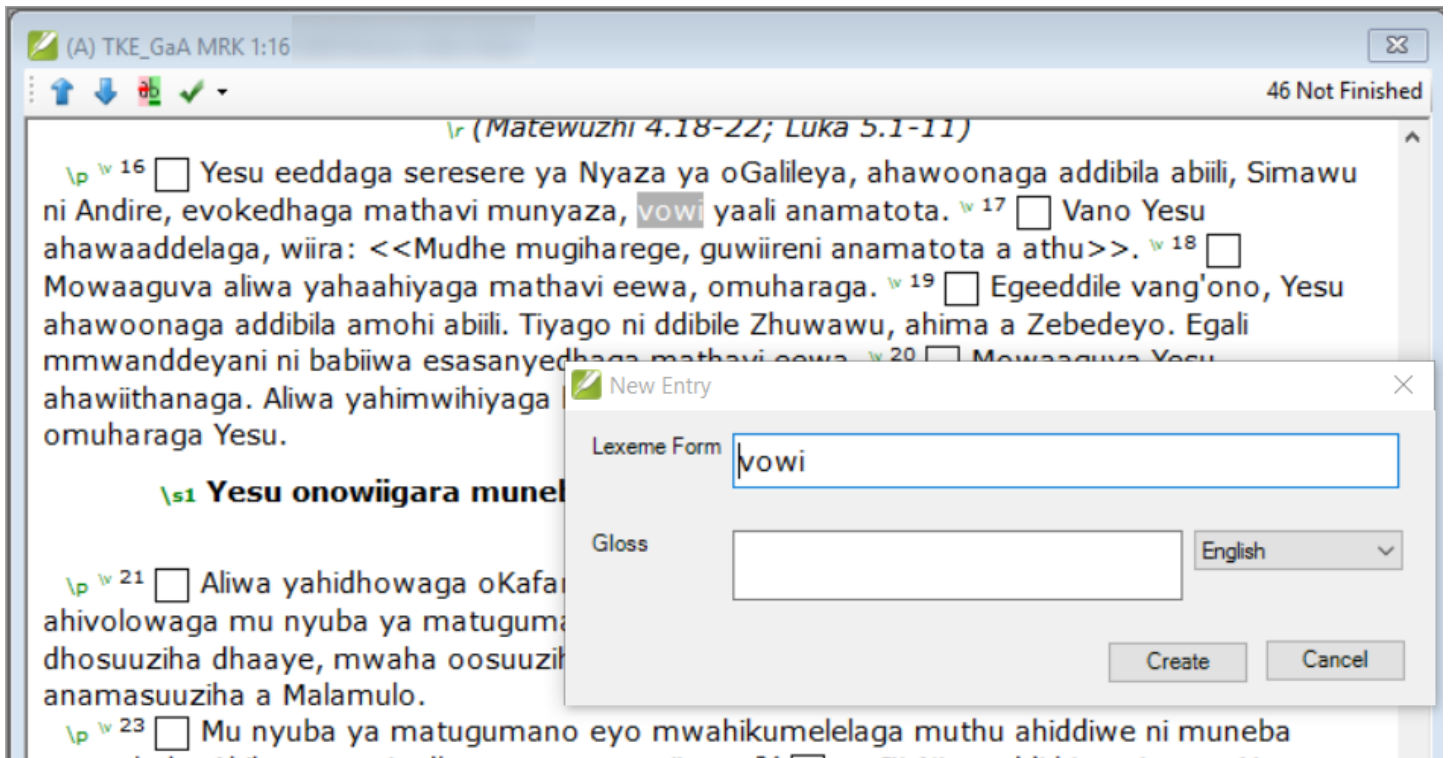 (A) TKE_GaA MRK 1:16
46 Not Finished
\r (Matewuzhi 4.18-22; Luka 5.1-11)
\p \v 16 Yesu eeddaga seresere ya Nyaza ya oGalileya, ahawoonaga addibila abiili, Simawu
ni Andire, evokedhaga mathavi munyaza, vowi yaali anamatota. \v 17 Vano Yesu
ahawaaddelaga, wiira: <<Mudhe mugiharege, guwiireni anamatota a athu>>. \v 18
Mowaaguva aliwa yahaahiyaga mathavi eewa, omuharaga. \v 19 Egeeddile vang'ono, Yesu
ahawoonaga addibila amohi abiili. Tiyago ni ddibile Zhuwawu, ahima a Zebedeyo. Egali
mmwanddeyani ni babiiwa esasanyedhaga mathavi eewa. \v 20 Mowaaguva Yesu
ahawiithanaga. Aliwa yahimwihiyaga
omuharaga Yesu.
\s1 Yesu onowiigara
\p \v 21 Aliwa yahidhowaga
ahivolowaga mu nyuba ya
dhosuuziha dhaaye, mwaha
anamasuuziha a Malamulo.
\p \v 23 Mu nyuba ya matugumano eyo mwahikumelelaga muthu ahiddiwe ni muneba
New Entry
Lexeme Form
vowi
Gloss
English
Create
Cancel